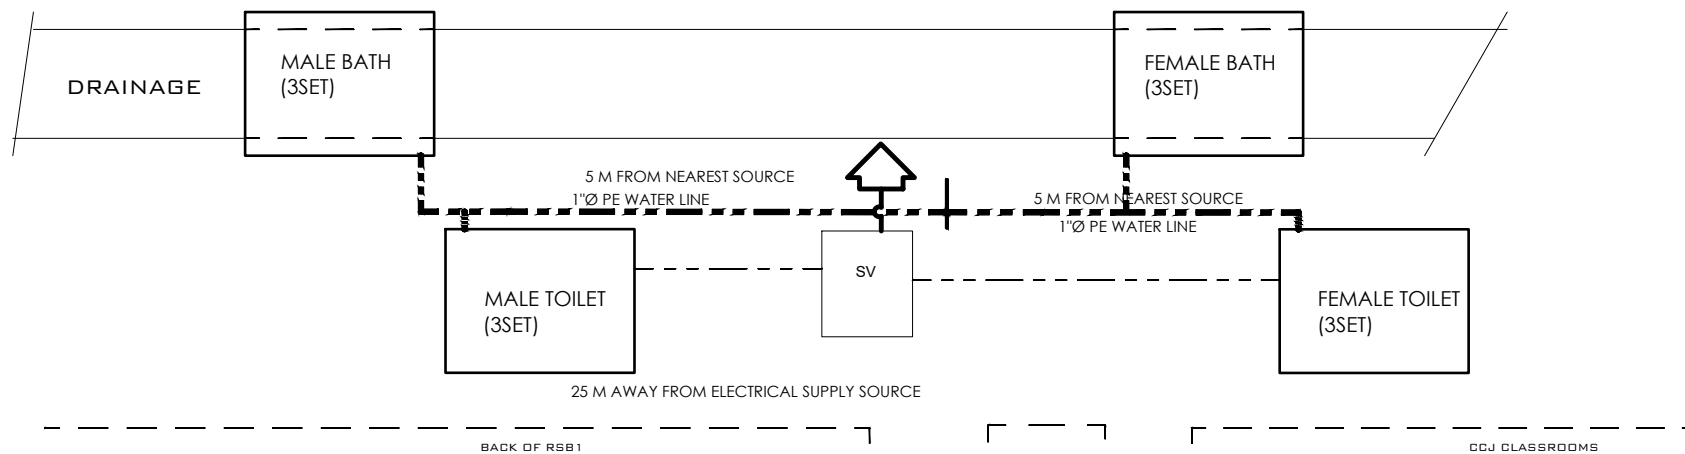 MALE BATH
(3SET)
FEMALE BATH
(3SET)
DRAINAGE
5 M FROM NEAREST SOURCE
1"Ø PE WATER LINE
5 M FROM NEAREST SOURCE
1"Ø PE WATER LINE
SV
MALE TOILET
(3SET)
FEMALE TOILET
(3SET)
25 M AWAY FROM ELECTRICAL SUPPLY SOURCE
BACK OF RSB1
CCJ CLASSROOMS